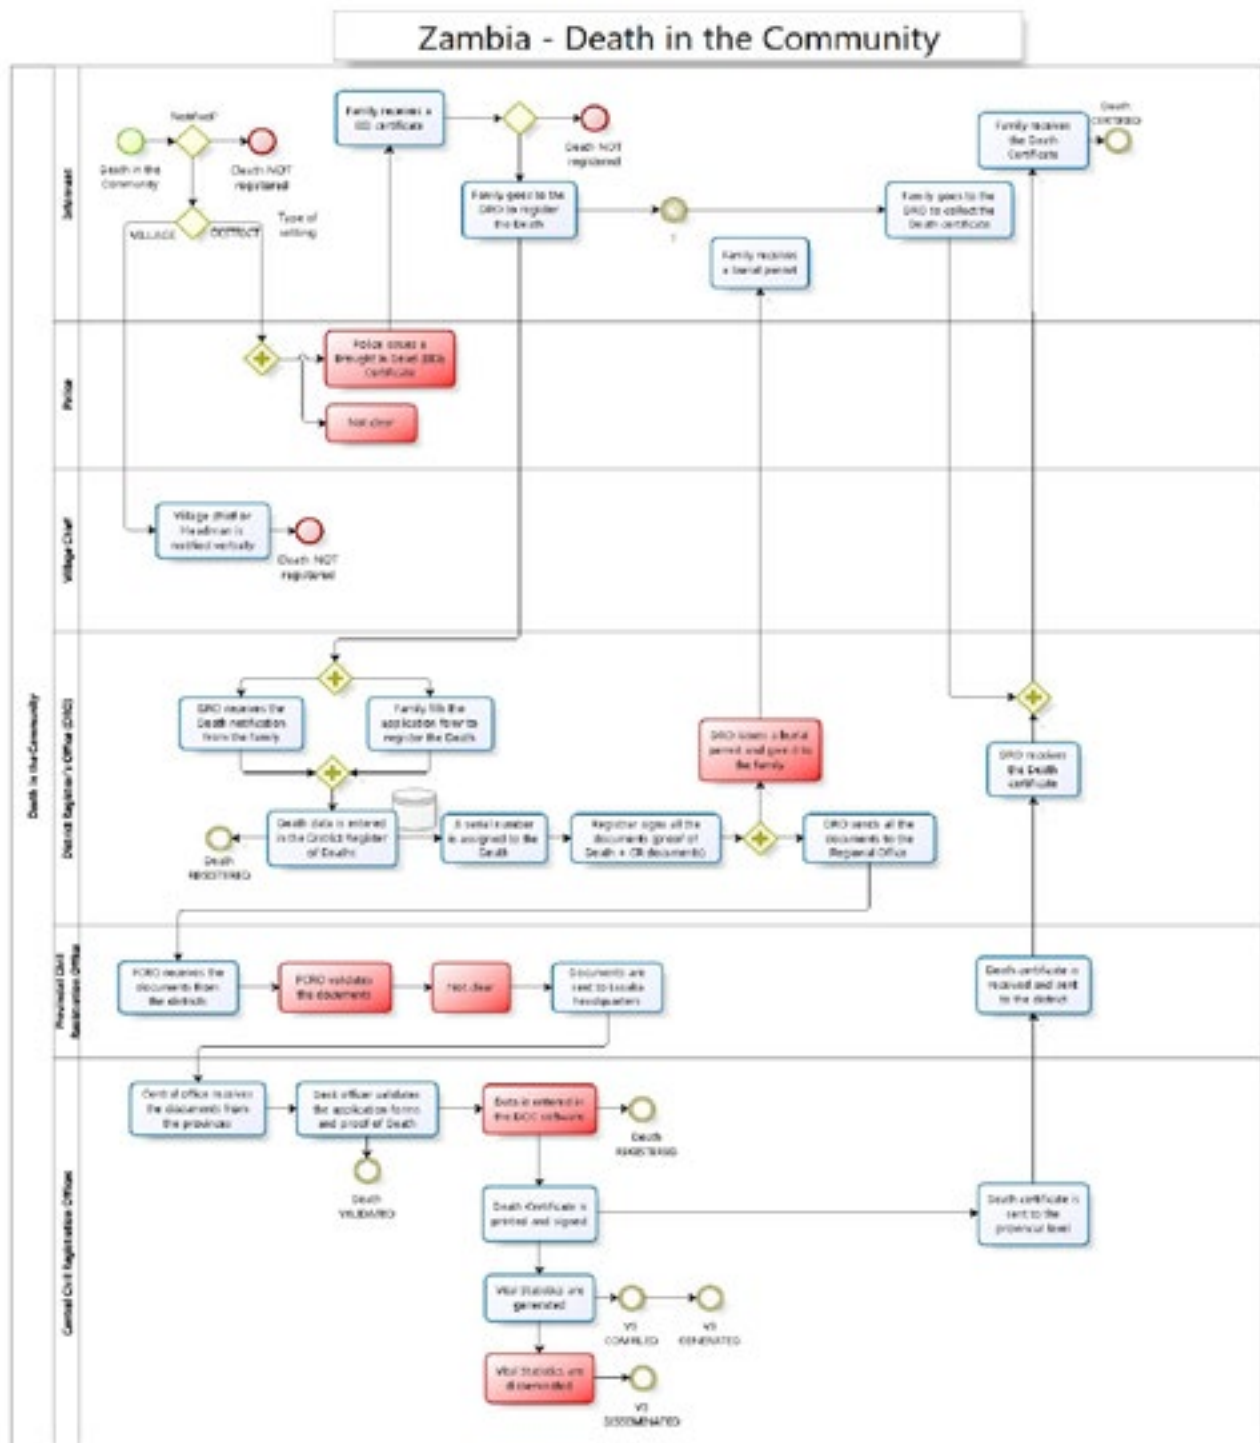 Zambia - Death in the Community
Death in the Community
Informant
Notified?
Death in the
Community
Death NOT
registered
VILLAGE
DISTRICT
Type of
setting
Family receives a
BID certificate
Death NOT
registered
Family goes to the
DRO to register
the Death
Family receives
a burial permit
Family goes to the
DRO to collect the
Death certificate
Family receives
the Death
Certificate
Death
CERTIFIED
Police
Police issues a
Brought in Dead (BID)
Certificate
Not clear
Village Chief
Village chief or
Headman is
notified verbally
Death NOT
registered
District Registrar's Office (DRO)
DRO receives the
Death notification
from the family
Family fills the
application form to
register the Death
Death data is entered
in the District Register
of Deaths
Death
REGISTERED
A serial number
is assigned to the
Death
Registrar signs all the
documents (proof of
Death + CR documents)
DRO issues a burial
permit and gives it to
the family
DRO sends all the
documents to the
Regional Office
DRO receives
the Death
certificate
Provincial Civil
Registration Office
PCRO receives the
documents from
the districts
PCRO validates
the documents
Not clear
Documents are
sent to Lusaka
headquarters
Death certificate is
received and sent
to the district
Central Civil Registration Offices
Central office receives
the documents from
the provinces
Desk officer validates
the application forms
and proof of Death
Death
VALIDATED
Data is entered in
the software
Death
REGISTERED
Death Certificate is
printed and signed
Death certificate is
sent to the
provincial level
Vital Statistics are
generated
VS
COMPILED
VS
GENERATED
Vital Statistics are
disseminated
VS
DISSEMINATED